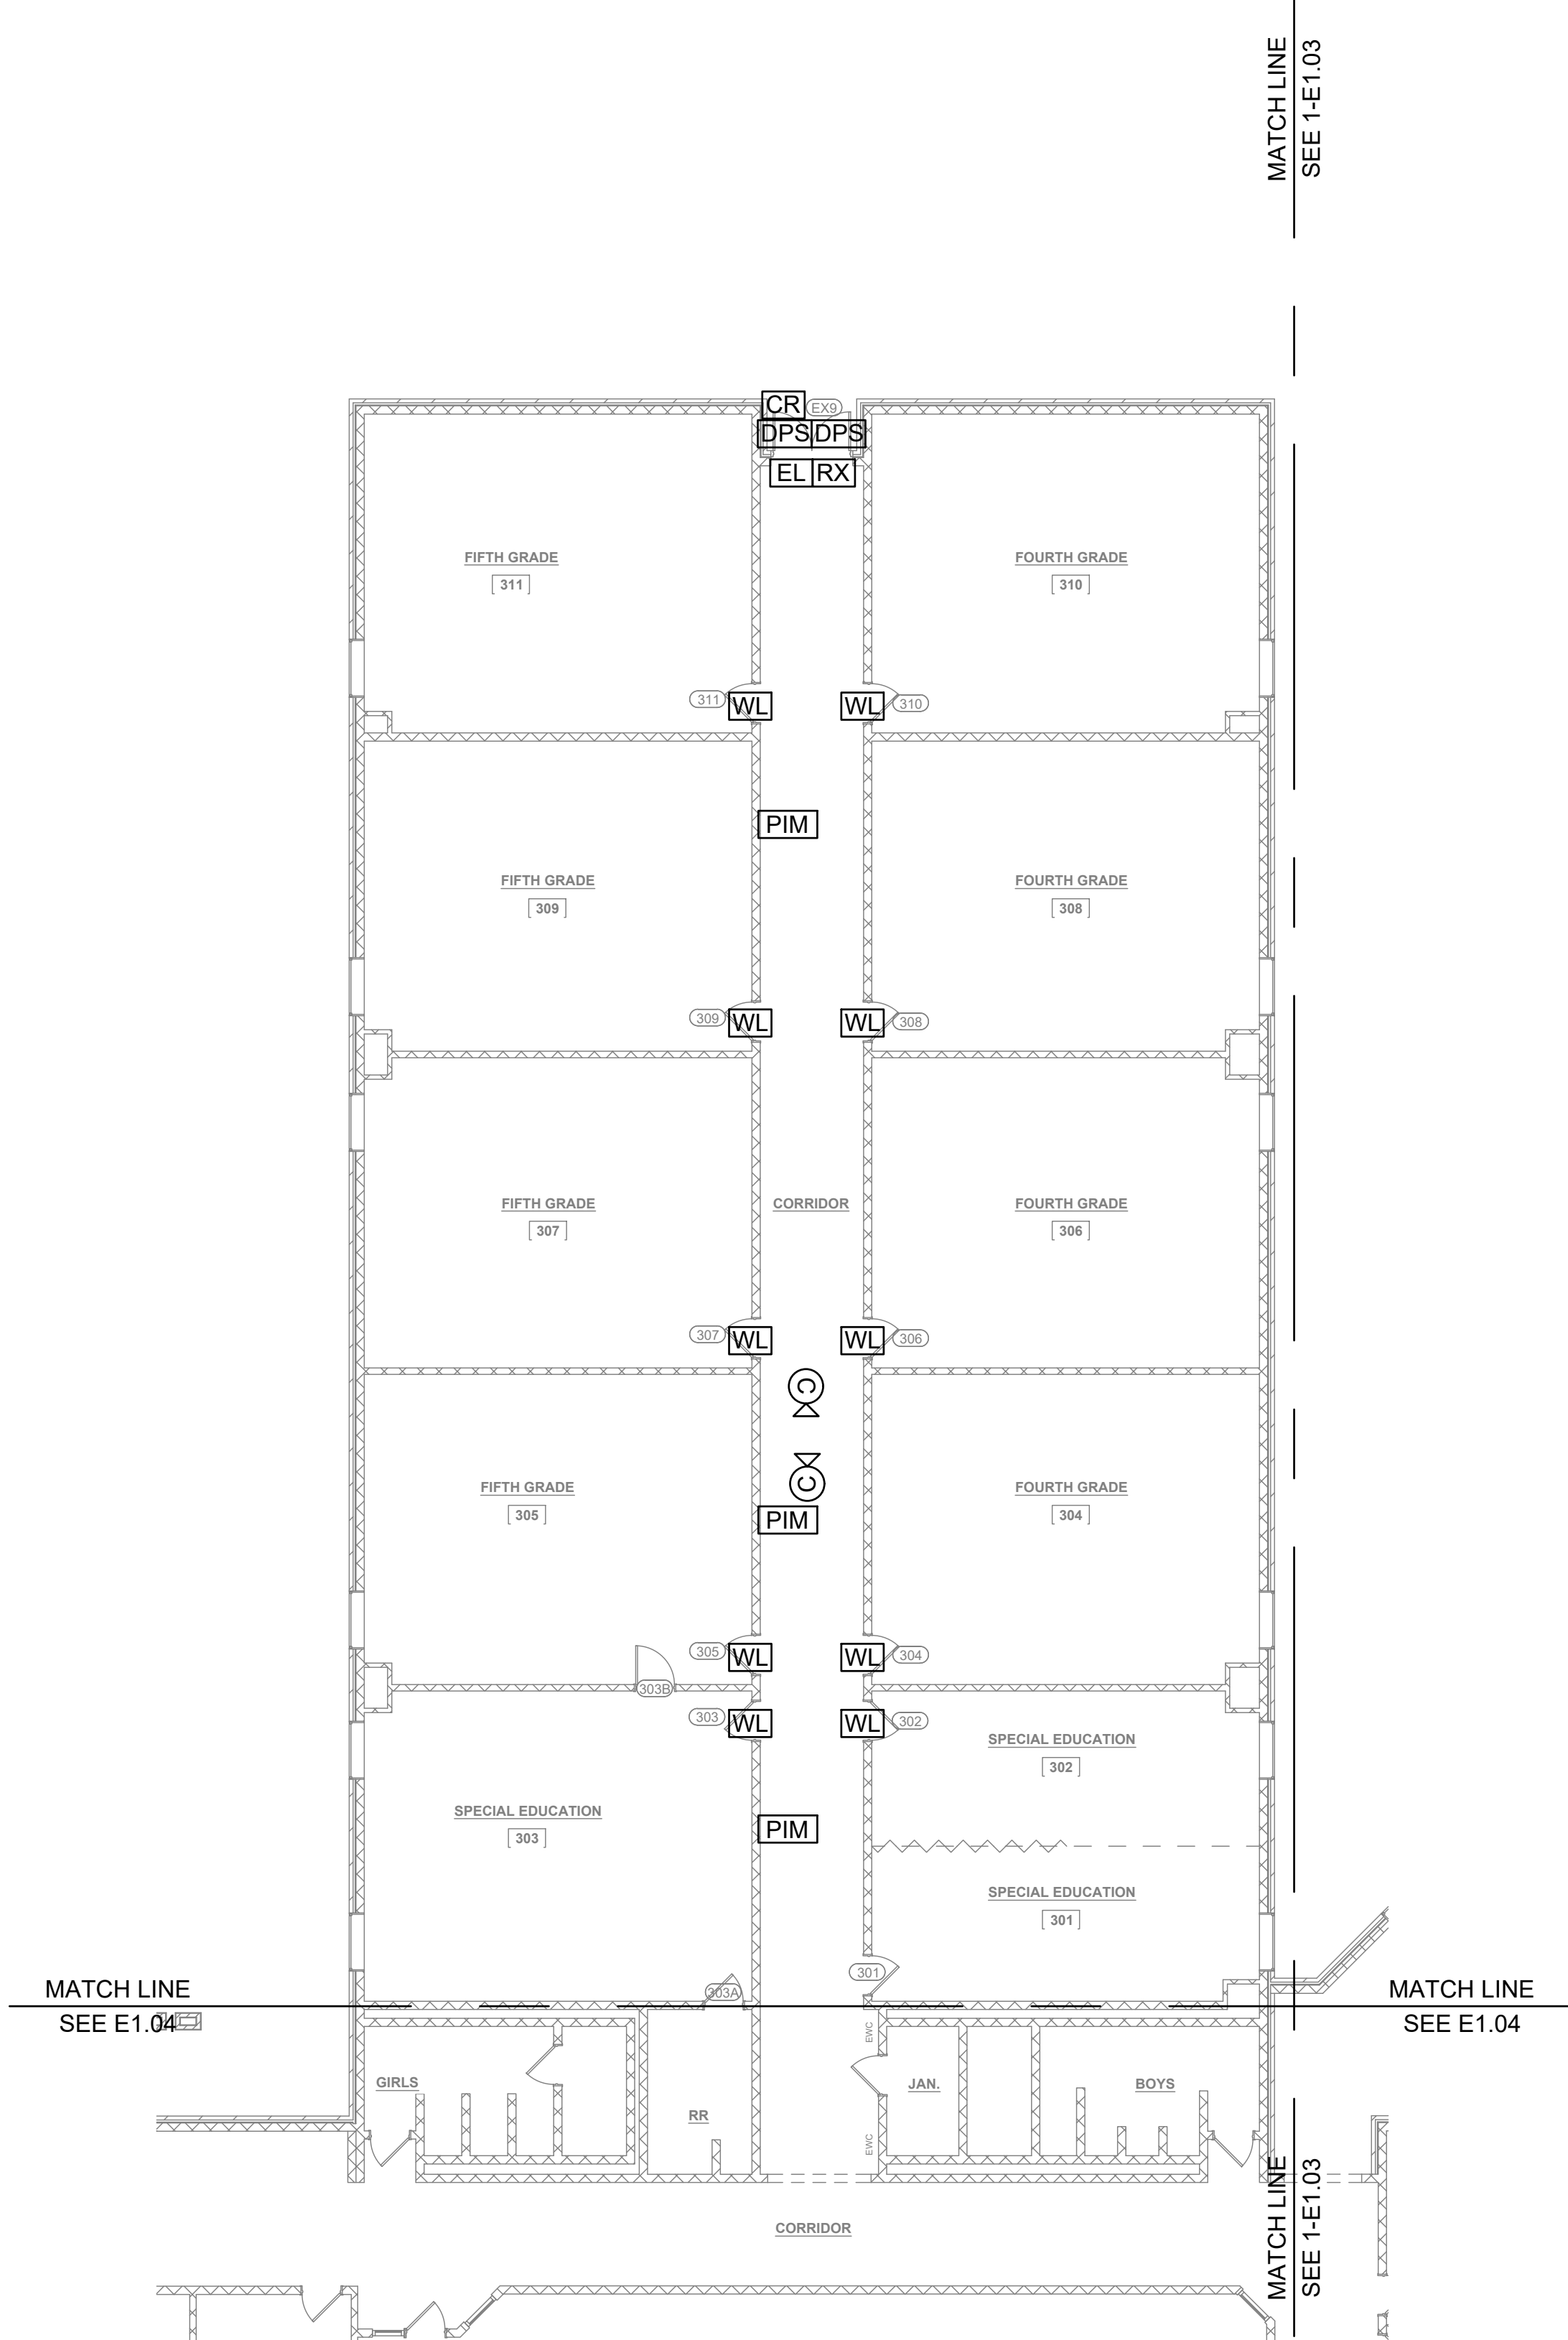 MATCH LINE
SEE 1-E1.03
CR
EX9
DPS
DPS
EL
RX
FIFTH GRADE
311
FOURTH GRADE
310
311
WL
WL
310
PIM
FIFTH GRADE
309
FOURTH GRADE
308
309
WL
WL
308
FIFTH GRADE
307
CORRIDOR
FOURTH GRADE
306
307
WL
WL
306
C
C
FIFTH GRADE
305
FOURTH GRADE
304
PIM
305
WL
WL
304
303B
303
WL
WL
302
SPECIAL EDUCATION
302
SPECIAL EDUCATION
303
PIM
SPECIAL EDUCATION
301
301
303A
MATCH LINE
SEE E1.04
MATCH LINE
SEE E1.04
EWC
GIRLS
JAN.
BOYS
RR
EWC
CORRIDOR
MATCH LINE
SEE 1-E1.03